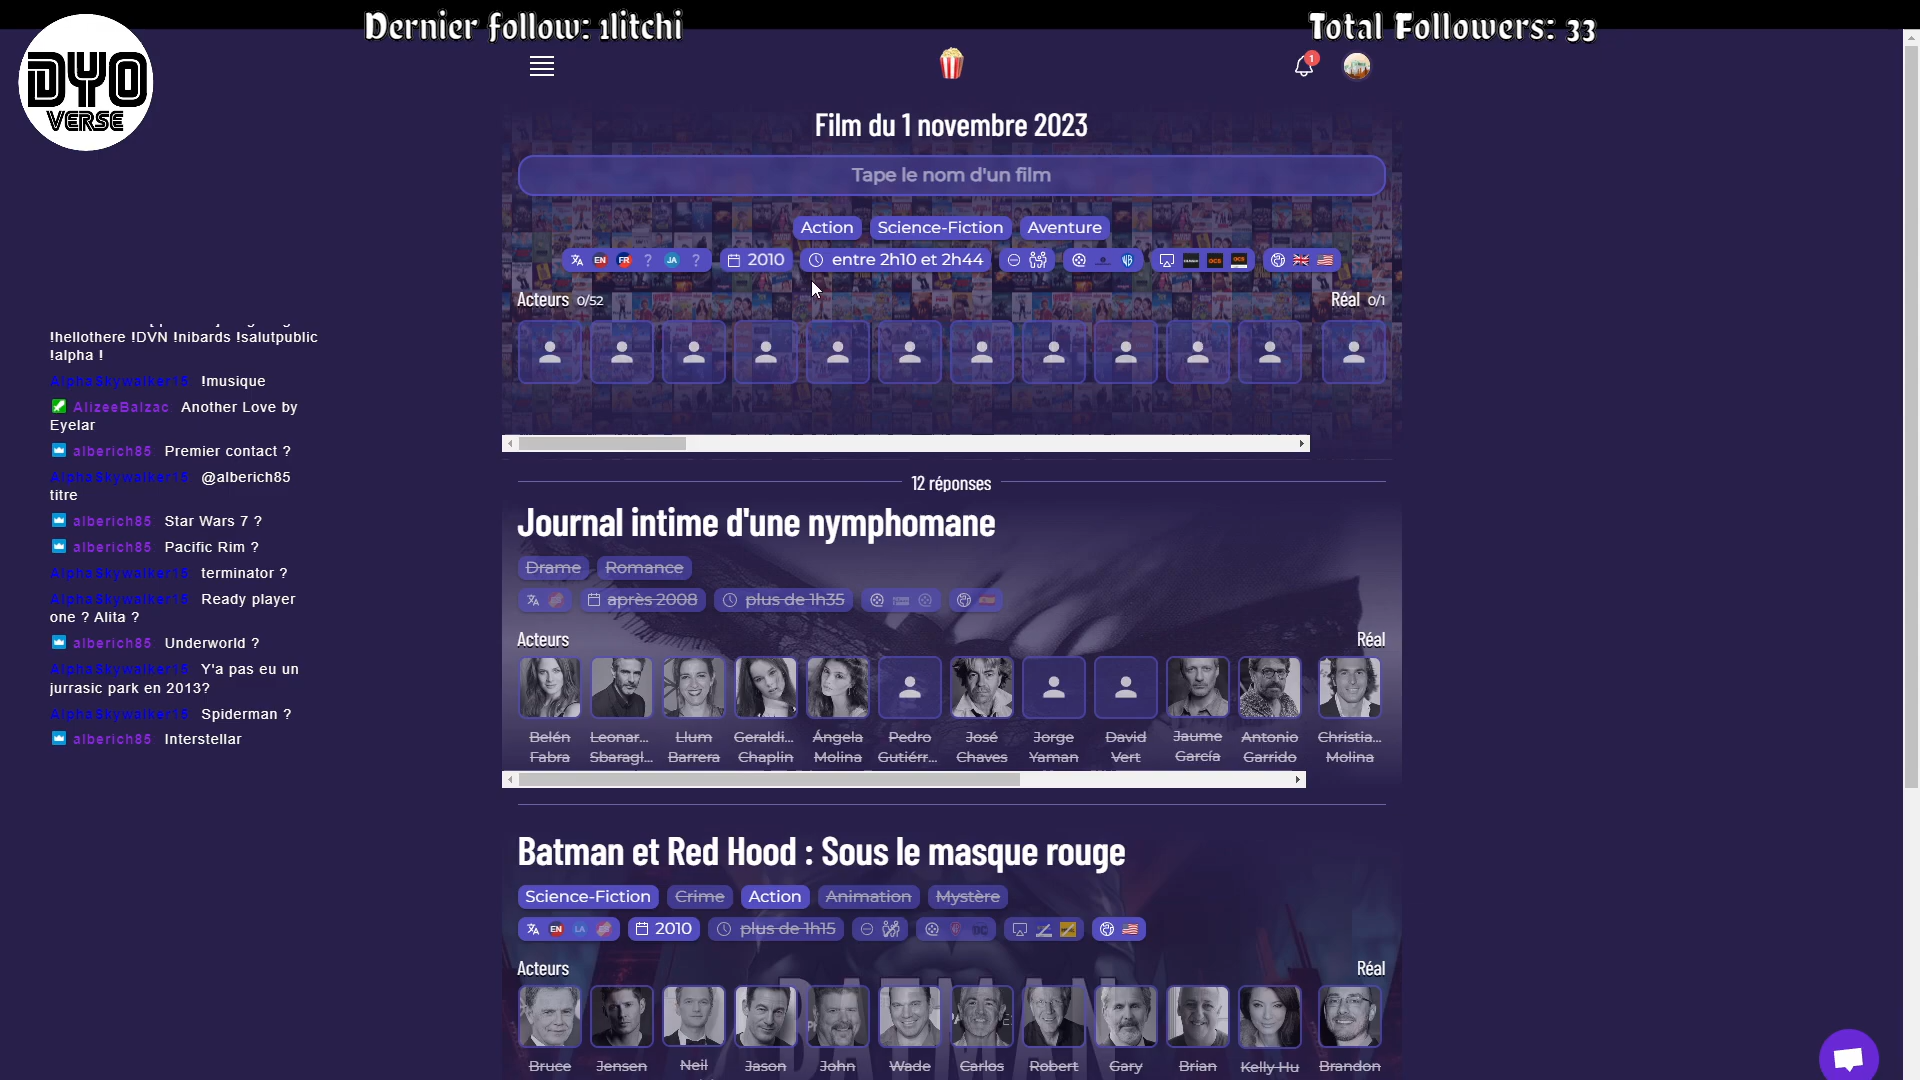 Dernier follow: 1litchi
Total Followers: 33
DYO
VERSE
1
Film du 1 novembre 2023
Tape le nom d'un film
Action Science-Fiction Aventure
EN FR ? JA ? 2010 entre 2h10 et 2h44
Acteurs 0/52 Réal 0/1
!hellothere !DVN !nibards !salutpublic
!alpha !
AlphaSkywalker15 !musique
AlizeeBalzac Another Love by
Eyelar
alberich85 Premier contact ?
AlphaSkywalker15 @alberich85
titre
alberich85 Star Wars 7 ?
alberich85 Pacific Rim ?
AlphaSkywalker15 terminator ?
AlphaSkywalker15 Ready player
one ? Alita ?
alberich85 Underworld ?
AlphaSkywalker15 Y'a pas eu un
jurrasic park en 2013?
AlphaSkywalker15 Spiderman ?
alberich85 Interstellar
12 réponses
Journal intime d'une nymphomane
Drame Romance
après 2008 plus de 1h35
Acteurs Réal
Belén Leonar... Llum Geraldi... Ángela Pedro José Jorge David Jaume Antonio Christia...
Fabra Sbaragl... Barrera Chaplin Molina Gutiérr... Chaves Yaman Vert García Garrido Molina
Batman et Red Hood : Sous le masque rouge
Science-Fiction Crime Action Animation Mystère
EN LA 2010 plus de 1h15
Acteurs Réal
Bruce Jensen Neil Jason John Wade Carlos Robert Gary Brian Kelly Hu Brandon